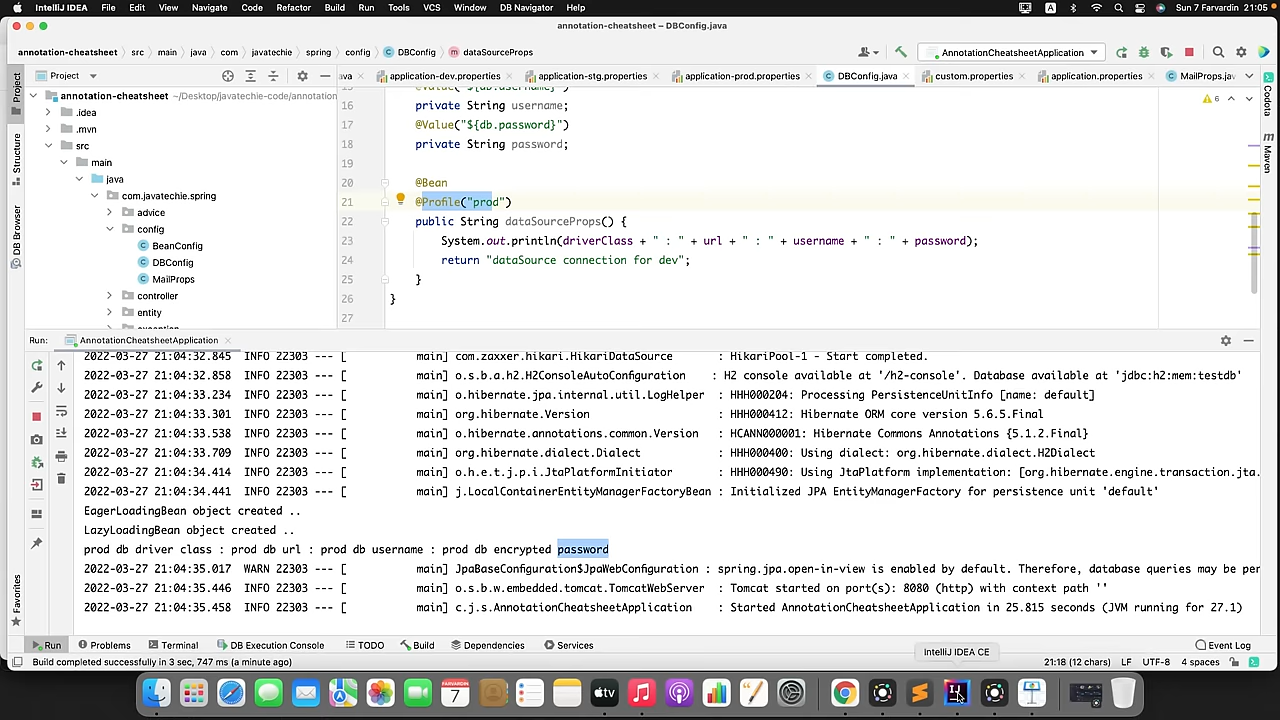 IntelliJ IDEA File Edit View Navigate Code Refactor Build Run Tools VCS Window DB Navigator Help A Sun 7 Farvardin 21:05
annotation-cheatsheet – DBConfig.java
annotation-cheatsheet src main java com javatechie spring config DBConfig dataSourceProps AnnotationCheatsheetApplication
Project application-dev.properties application-stg.properties application-prod.properties DBConfig.java custom.properties application.properties MailProps.ja
annotation-cheatsheet ~/Desktop/javatechie-code/annotation
.idea
.mvn
src
main
java
com.javatechie.spring
advice
config
BeanConfig
DBConfig
MailProps
controller
entity
Project
Structure
DB Browser
Favorites
16 private String username;
17 @Value("${db.password}")
18 private String password;
19
20 @Bean
21 @Profile("prod")
22 public String dataSourceProps() {
23 System.out.println(driverClass + " : " + url + " : " + username + " : " + password);
24 return "dataSource connection for dev";
25 }
26 }
27
6
Codota
Maven
Run: AnnotationCheatsheetApplication
2022-03-27 21:04:32.845 INFO 22303 --- [ main] com.zaxxer.hikari.HikariDataSource : HikariPool-1 - Start completed.
2022-03-27 21:04:32.858 INFO 22303 --- [ main] o.s.b.a.h2.H2ConsoleAutoConfiguration : H2 console available at '/h2-console'. Database available at 'jdbc:h2:mem:testdb'
2022-03-27 21:04:33.234 INFO 22303 --- [ main] o.hibernate.jpa.internal.util.LogHelper : HHH000204: Processing PersistenceUnitInfo [name: default]
2022-03-27 21:04:33.301 INFO 22303 --- [ main] org.hibernate.Version : HHH000412: Hibernate ORM core version 5.6.5.Final
2022-03-27 21:04:33.538 INFO 22303 --- [ main] o.hibernate.annotations.common.Version : HCANN000001: Hibernate Commons Annotations {5.1.2.Final}
2022-03-27 21:04:33.709 INFO 22303 --- [ main] org.hibernate.dialect.Dialect : HHH000400: Using dialect: org.hibernate.dialect.H2Dialect
2022-03-27 21:04:34.414 INFO 22303 --- [ main] o.h.e.t.j.p.i.JtaPlatformInitiator : HHH000490: Using JtaPlatform implementation: [org.hibernate.engine.transaction.jta.
2022-03-27 21:04:34.441 INFO 22303 --- [ main] j.LocalContainerEntityManagerFactoryBean : Initialized JPA EntityManagerFactory for persistence unit 'default'
EagerLoadingBean object created ..
LazyLoadingBean object created ..
prod db driver class : prod db url : prod db username : prod db encrypted password
2022-03-27 21:04:35.017 WARN 22303 --- [ main] JpaBaseConfiguration$JpaWebConfiguration : spring.jpa.open-in-view is enabled by default. Therefore, database queries may be per
2022-03-27 21:04:35.446 INFO 22303 --- [ main] o.s.b.w.embedded.tomcat.TomcatWebServer : Tomcat started on port(s): 8080 (http) with context path ''
2022-03-27 21:04:35.458 INFO 22303 --- [ main] c.j.s.AnnotationCheatsheetApplication : Started AnnotationCheatsheetApplication in 25.815 seconds (JVM running for 27.1)
Run Problems Terminal DB Execution Console TODO Build Dependencies Services Event Log
IntelliJ IDEA CE
Build completed successfully in 3 sec, 747 ms (a minute ago) 21:18 (12 chars) LF UTF-8 4 spaces
FARVARDIN
7
tv